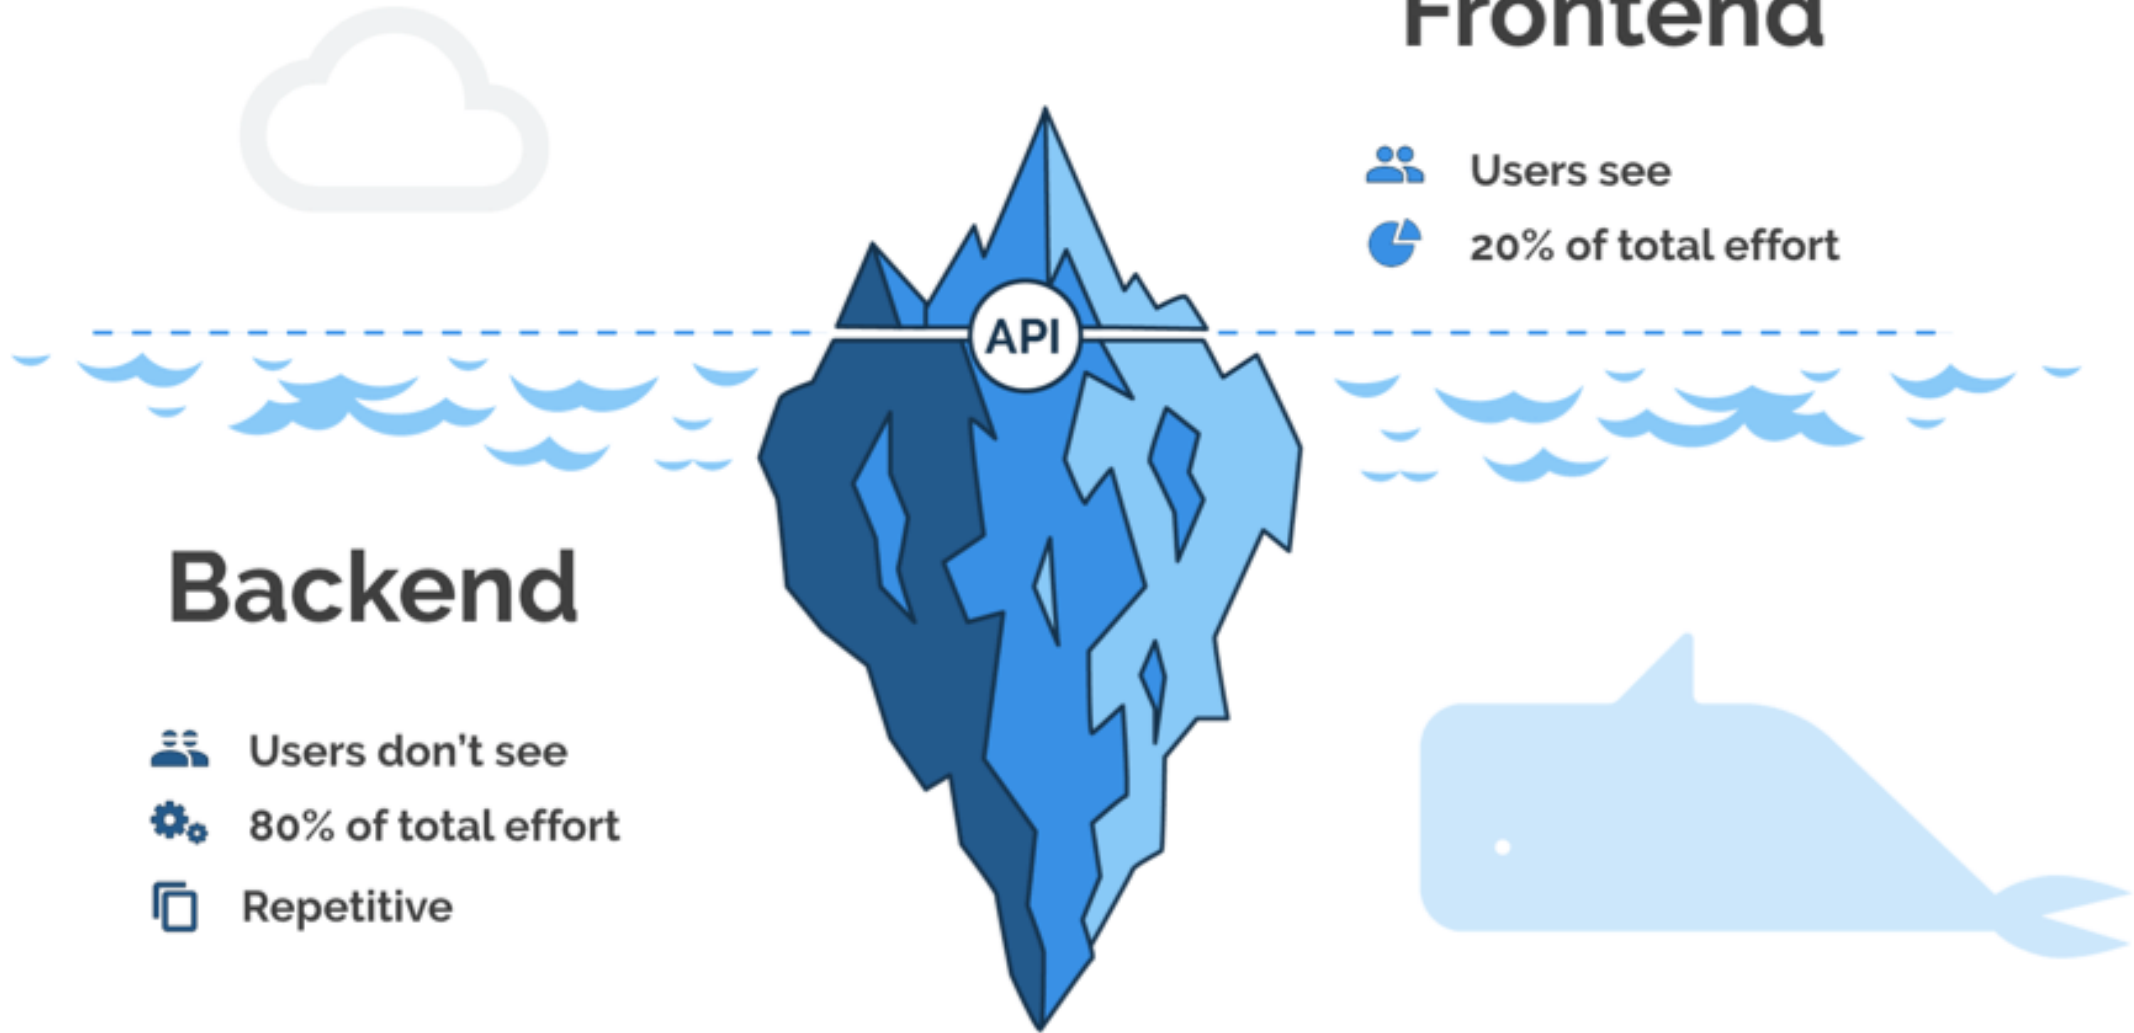 Frontend
Users see
20% of total effort
API
Backend
Users don't see
80% of total effort
Repetitive